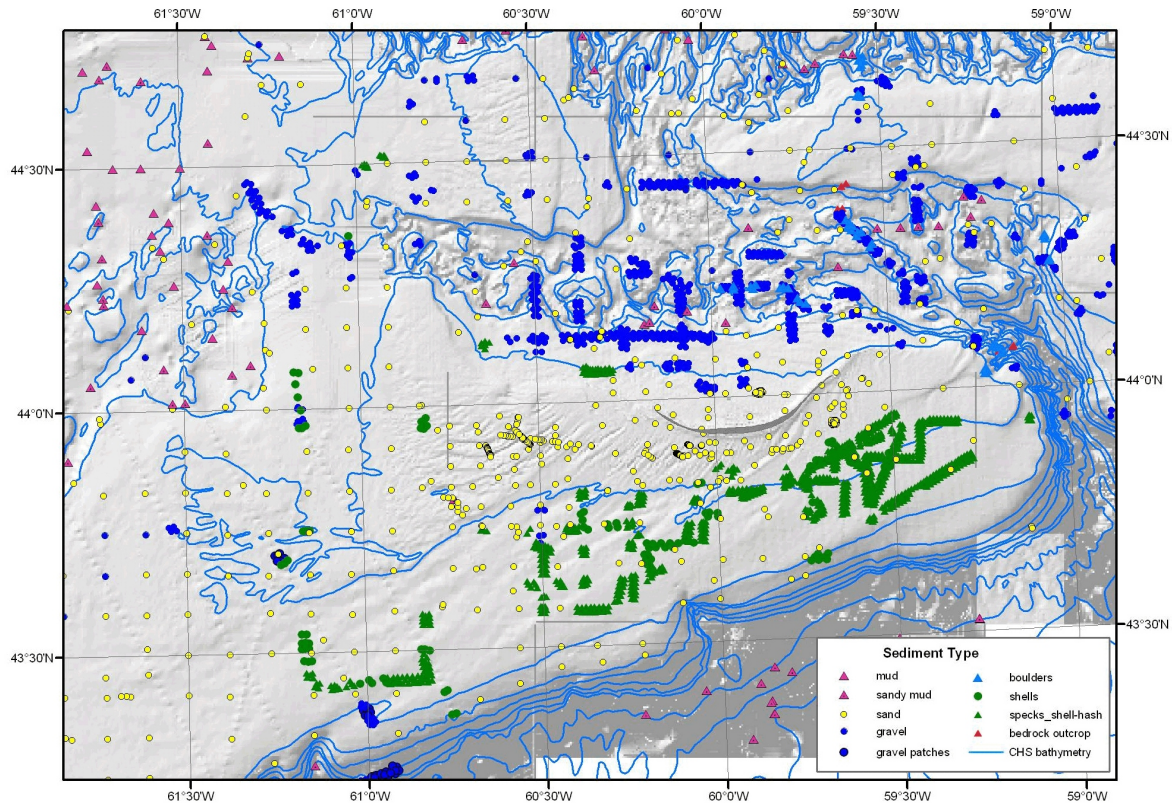 61°30'W 61°0'W 60°30'W 60°0'W 59°30'W 59°0'W
44°30'N 44°30'N
44°0'N 44°0'N
43°30'N 43°30'N
Sediment Type
mud boulders
sandy mud shells
sand specks_shell-hash
gravel bedrock outcrop
gravel patches CHS bathymetry
61°30'W 61°0'W 60°30'W 60°0'W 59°30'W 59°0'W